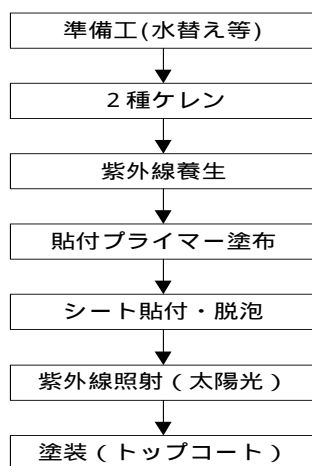 準備工(水替え等)
２種ケレン
紫外線養生
貼付プライマー塗布
シート貼付・脱泡
紫外線照射（太陽光）
塗装（トップコート）